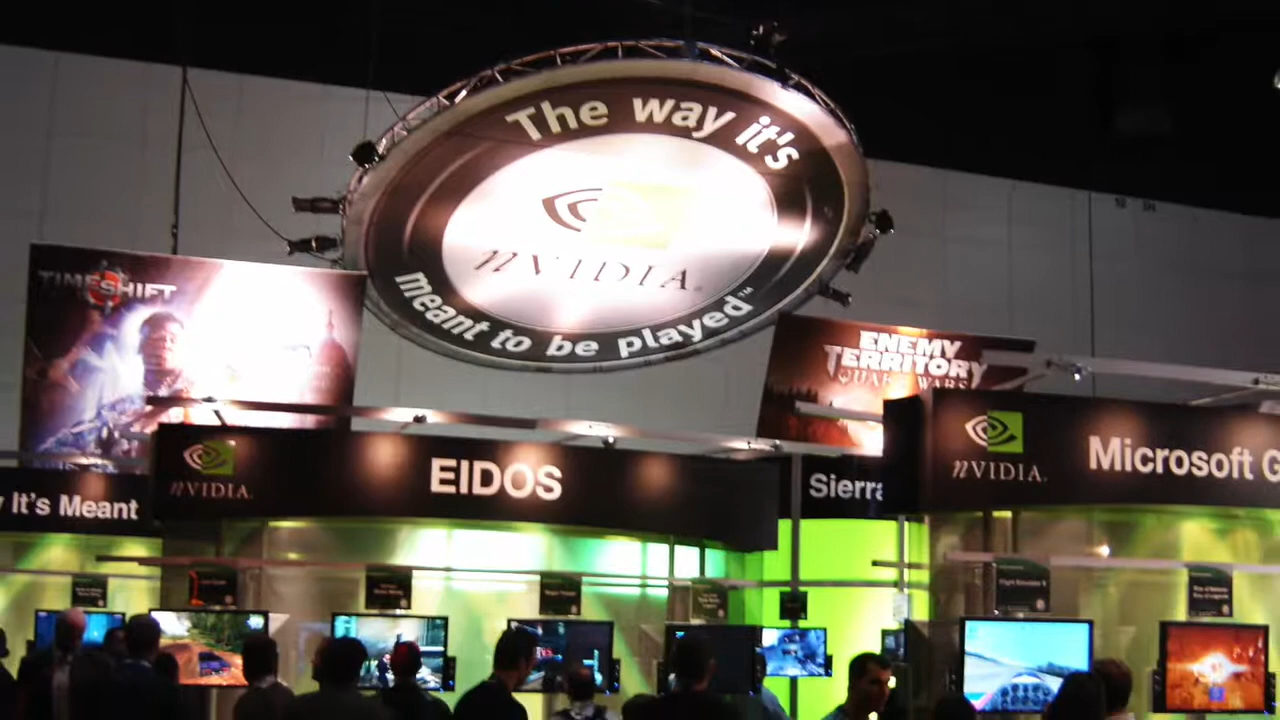 The way it's
nVIDIA.
meant to be played™
TIMESHIFT
ENEMY
TERRITORY
QUAKE WARS
nVIDIA.
EIDOS
y It's Meant
Sierra
nVIDIA.
Microsoft G